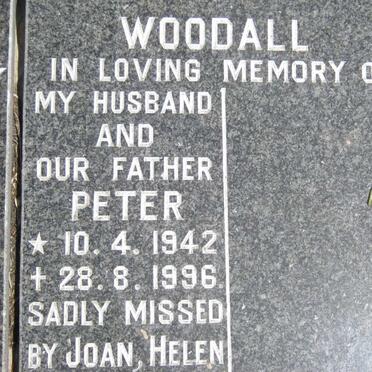 WOODALL
IN LOVING MEMORY O
MY HUSBAND
AND
OUR FATHER
PETER
★ 10. 4. 1942
✝ 28. 8. 1996.
SADLY MISSED
BY JOAN, HELEN